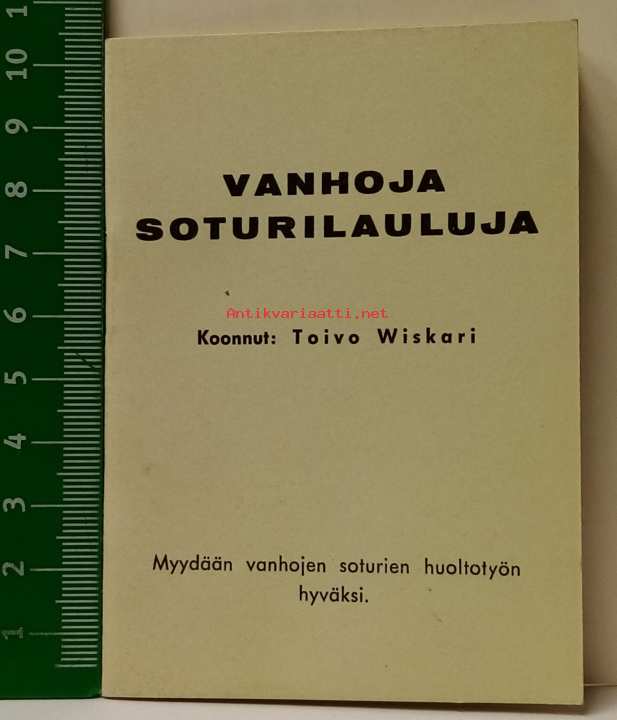 VANHOJA
SOTURILAULUJA
Antikvariaatti.net
Koonnut: Toivo Wiskari
Myydään vanhojen soturien huoltotyön
hyväksi.
1
10
9
8
7
6
5
4
3
2
1